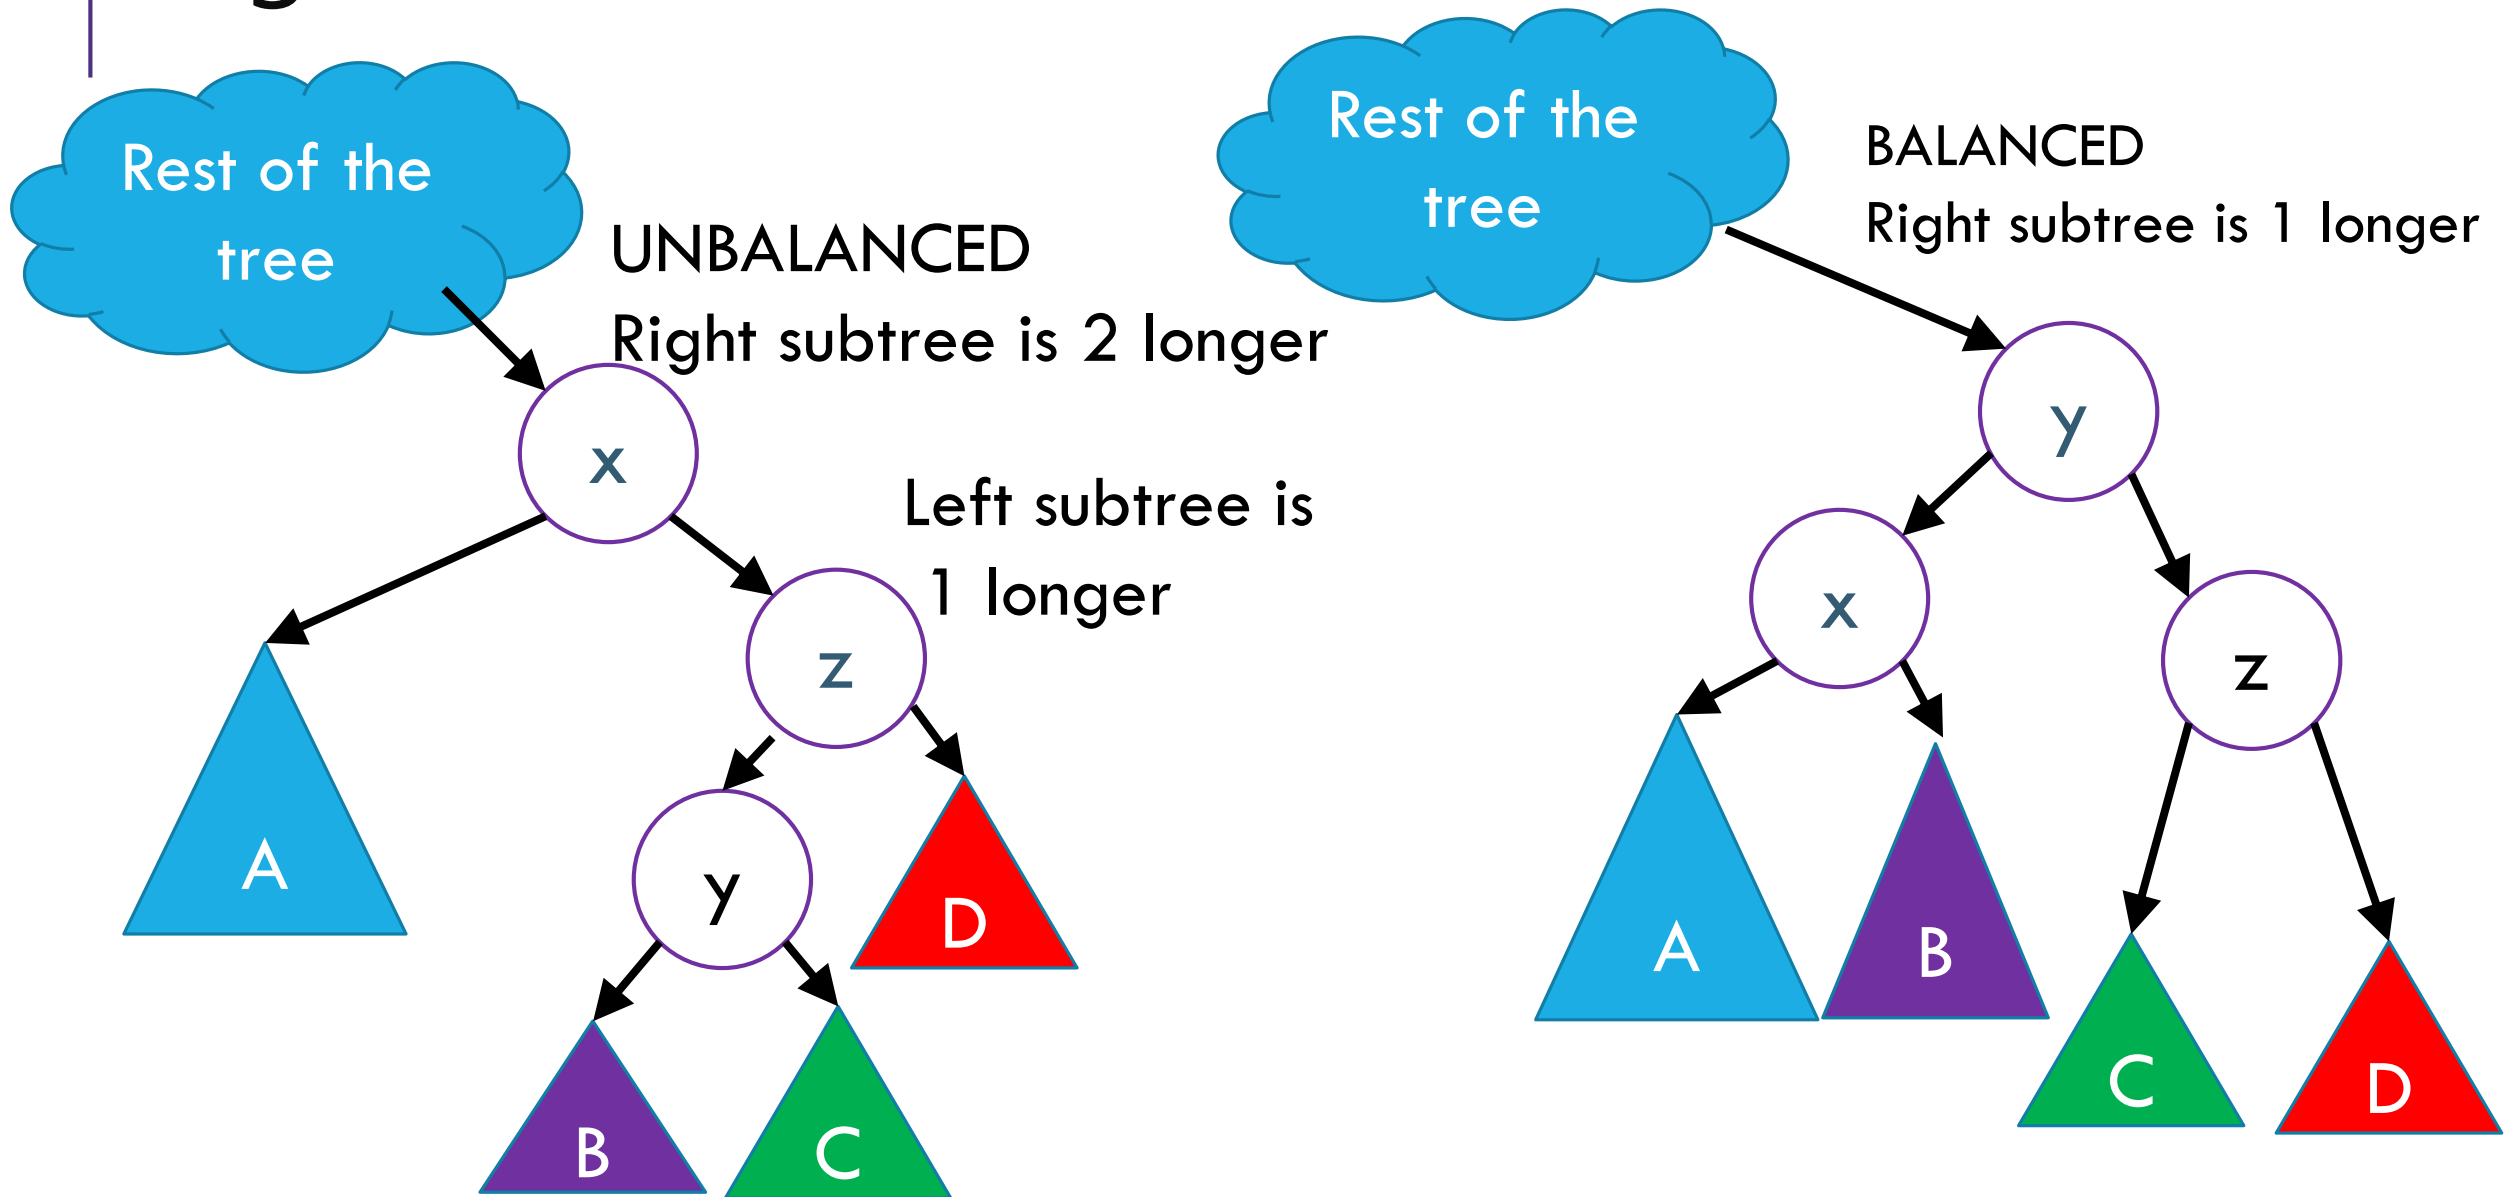 Rest of the
tree
UNBALANCED
Right subtree is 2 longer
x
Left subtree is
1 longer
z
A
y
D
B
C
Rest of the
tree
BALANCED
Right subtree is 1 longer
y
x
z
A
B
C
D